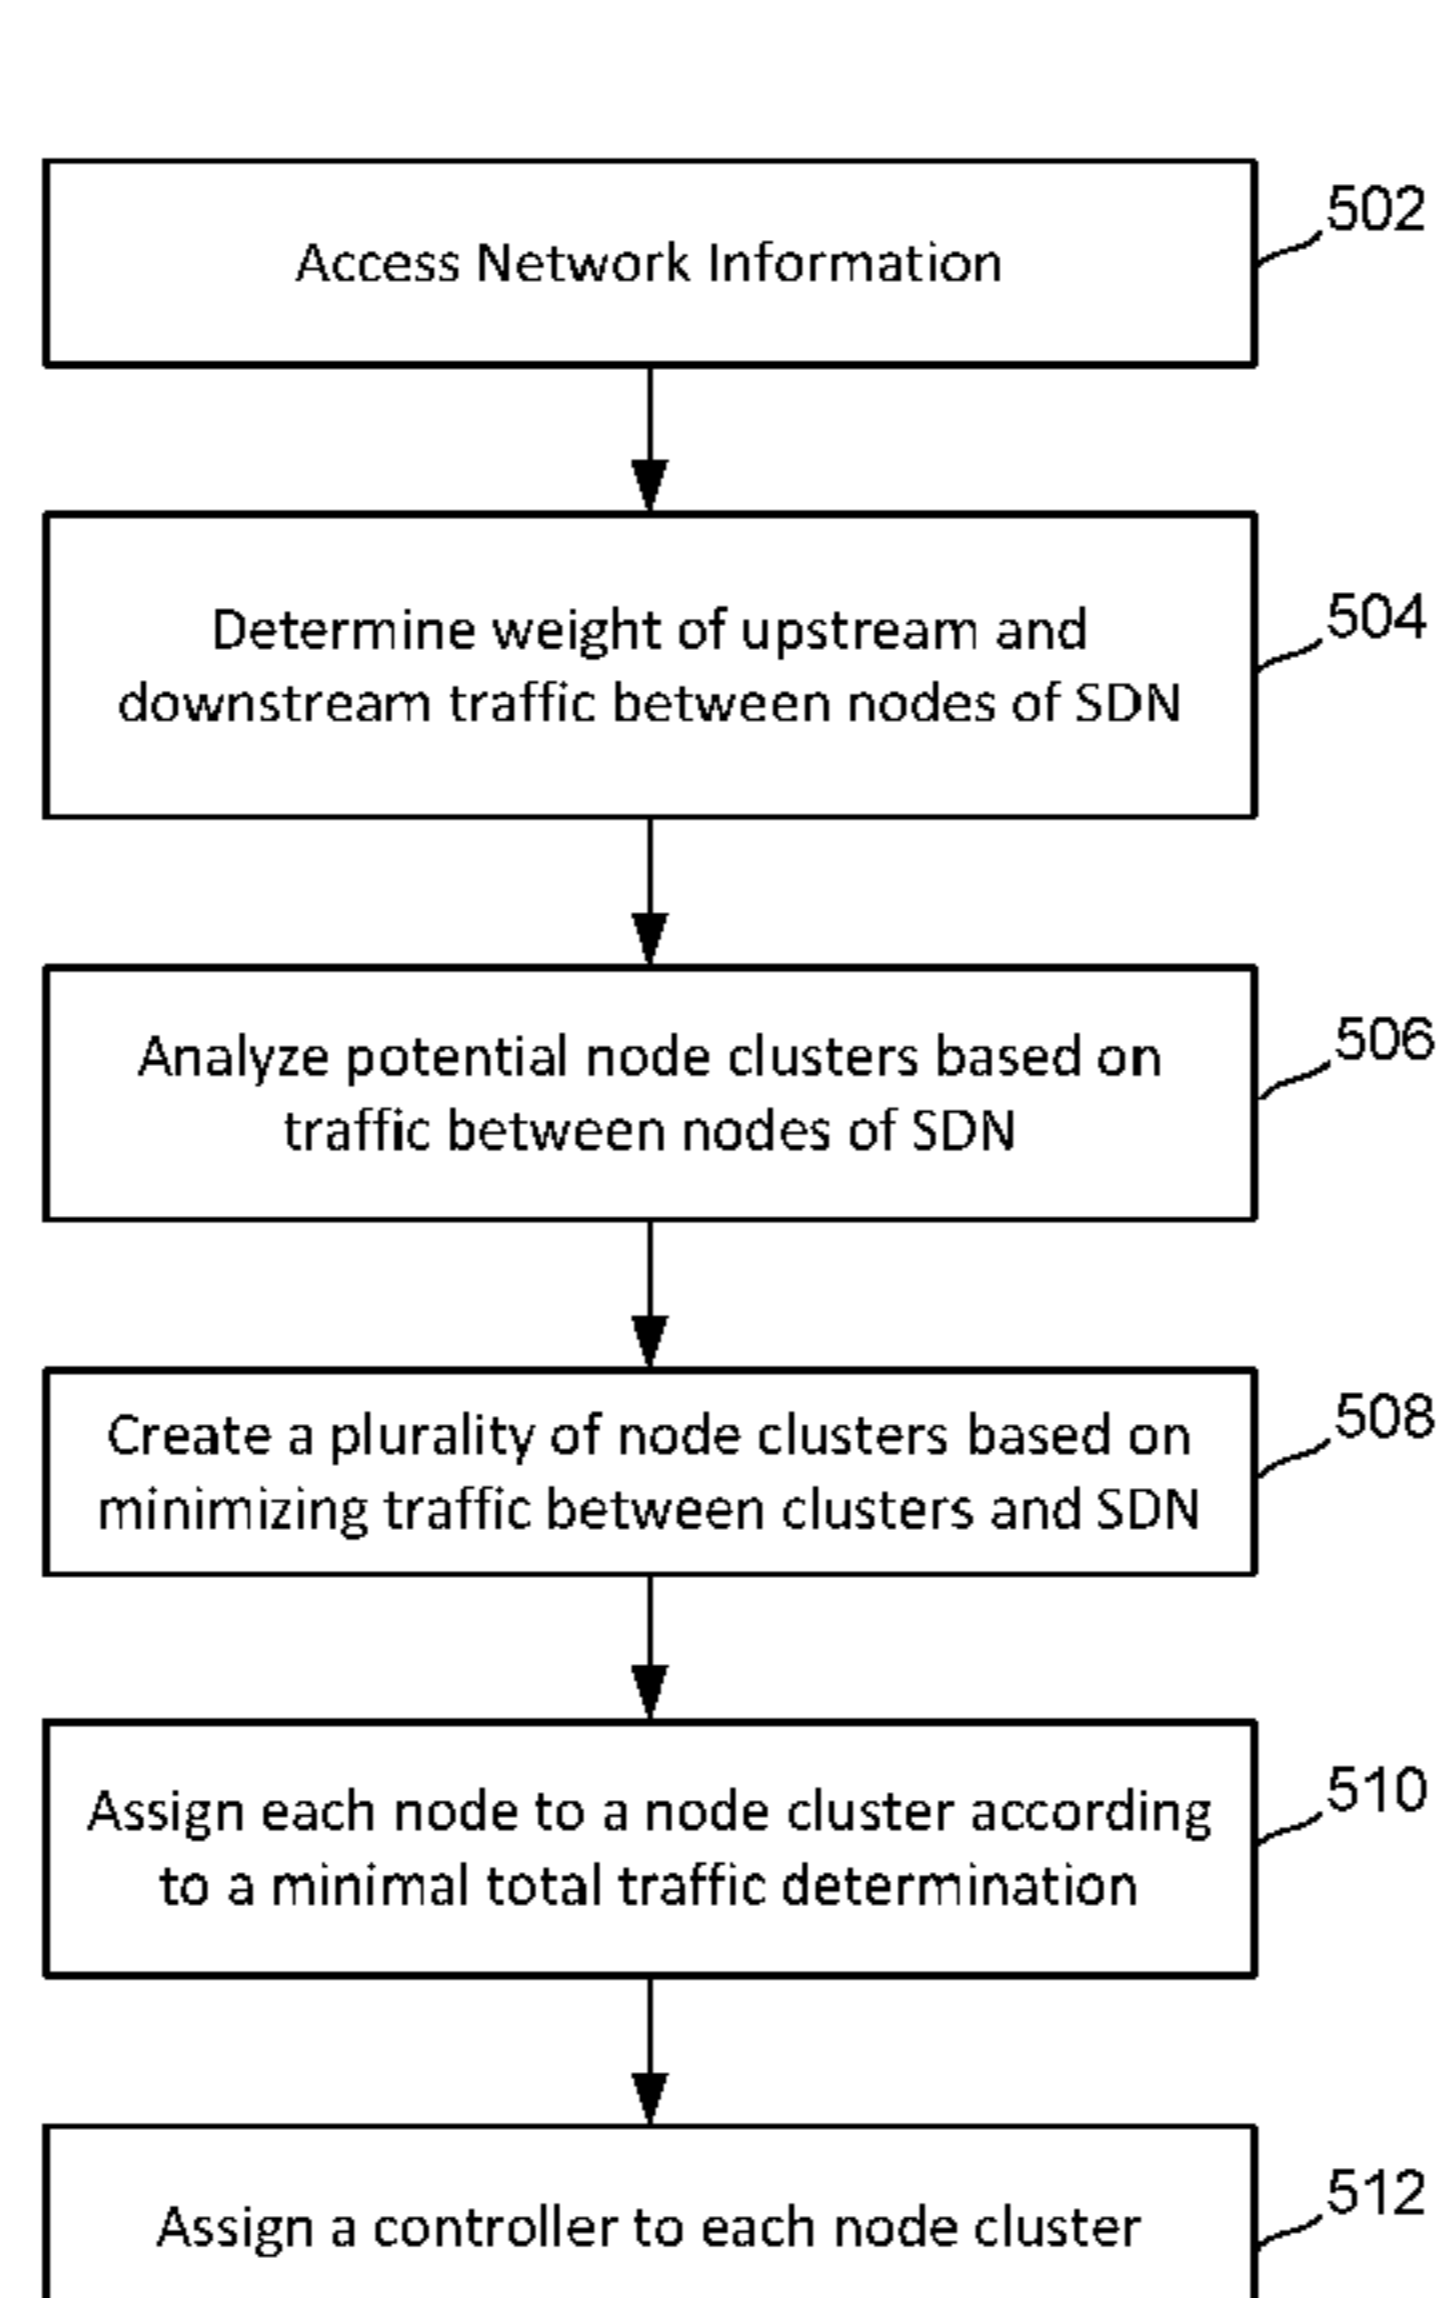 Access Network Information
502
Determine weight of upstream and
downstream traffic between nodes of SDN
504
Analyze potential node clusters based on
traffic between nodes of SDN
506
Create a plurality of node clusters based on
minimizing traffic between clusters and SDN
508
Assign each node to a node cluster according
to a minimal total traffic determination
510
Assign a controller to each node cluster
512